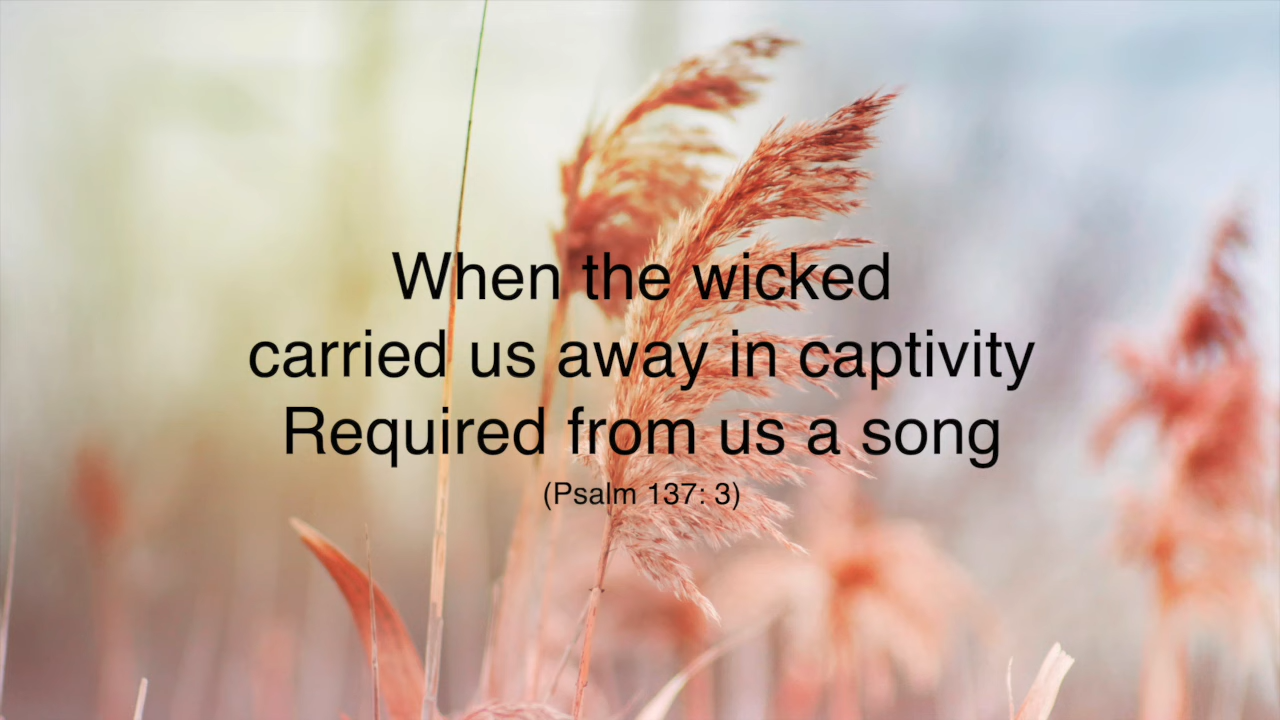 When the wicked
carried us away in captivity
Required from us a song
(Psalm 137: 3)